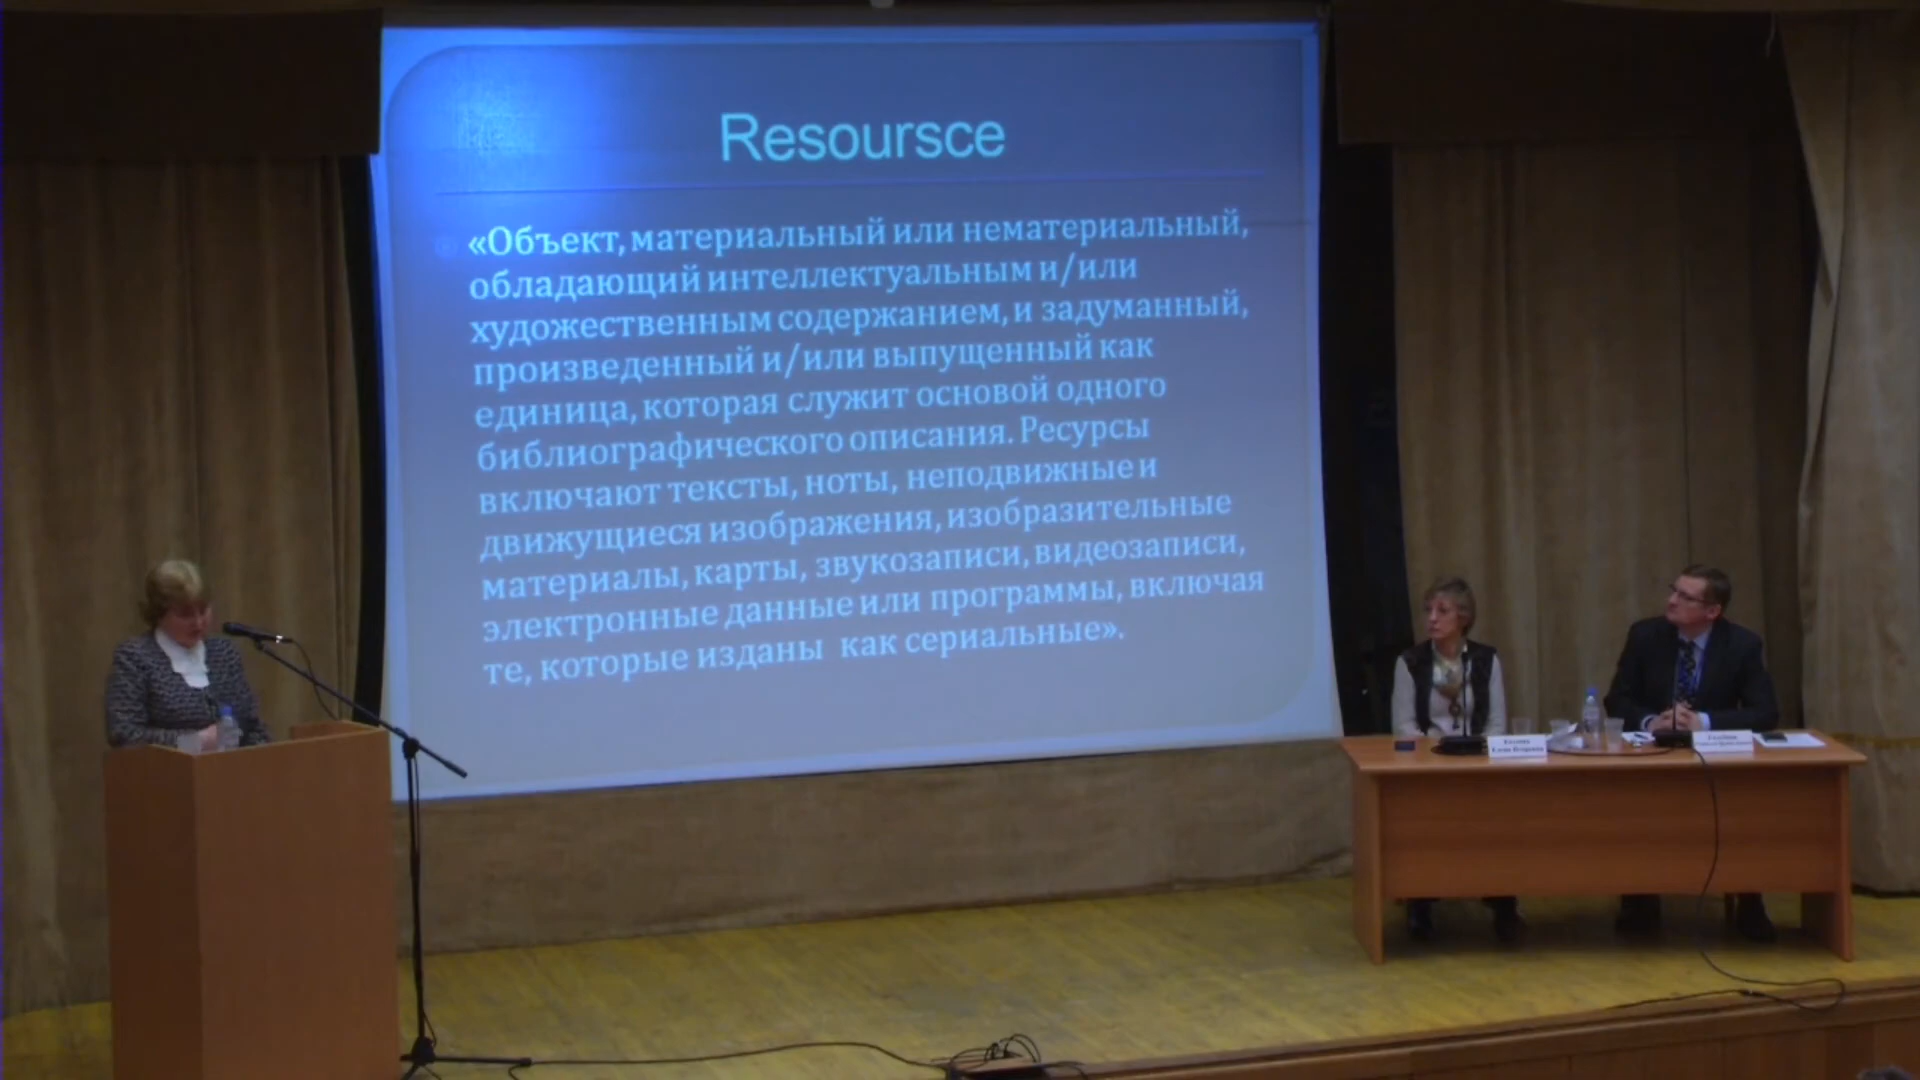 Resoursce
«Объект, материальный или нематериальный,
обладающий интеллектуальным и/или
художественным содержанием, и задуманный,
произведенный и/или выпущенный как
единица, которая служит основой одного
библиографического описания. Ресурсы
включают тексты, ноты, неподвижные и
движущиеся изображения, изобразительные
материалы, карты, звукозаписи, видеозаписи,
электронные данные или программы, включая
те, которые изданы как сериальные».